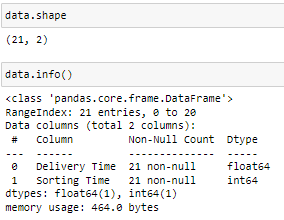 data.shape
(21, 2)
data.info()
<class 'pandas.core.frame.DataFrame'>
RangeIndex: 21 entries, 0 to 20
Data columns (total 2 columns):
 #   Column         Non-Null Count  Dtype
---  ------         --------------  -----
 0   Delivery Time  21 non-null     float64
 1   Sorting Time   21 non-null     int64
dtypes: float64(1), int64(1)
memory usage: 464.0 bytes